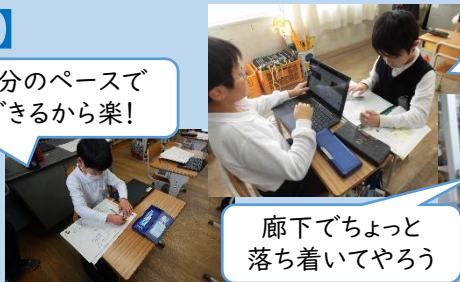 分のペースで
できるから楽!
廊下でちょっと
落ち着いてやろう